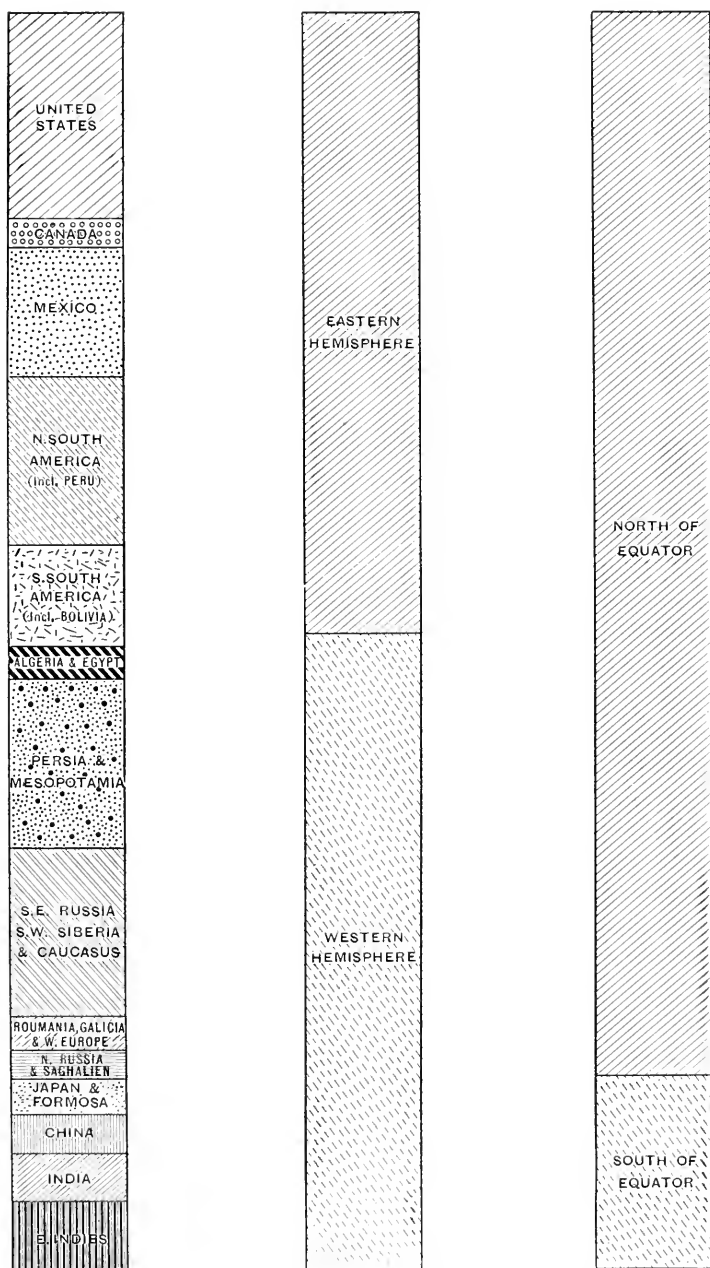 UNITED
STATES
CANADA
MEXICO
N. SOUTH
AMERICA
(Incl. PERU)
S. SOUTH
AMERICA
(Incl. BOLIVIA)
ALGERIA & EGYPT
PERSIA &
MESOPOTAMIA
S.E. RUSSIA
S.W. SIBERIA
& CAUCASUS
ROUMANIA, GALICIA
& W. EUROPE
N. RUSSIA
& SAGHALIEN
JAPAN &
FORMOSA
CHINA
INDIA
E. INDIES
EASTERN
HEMISPHERE
WESTERN
HEMISPHERE
NORTH OF
EQUATOR
SOUTH OF
EQUATOR